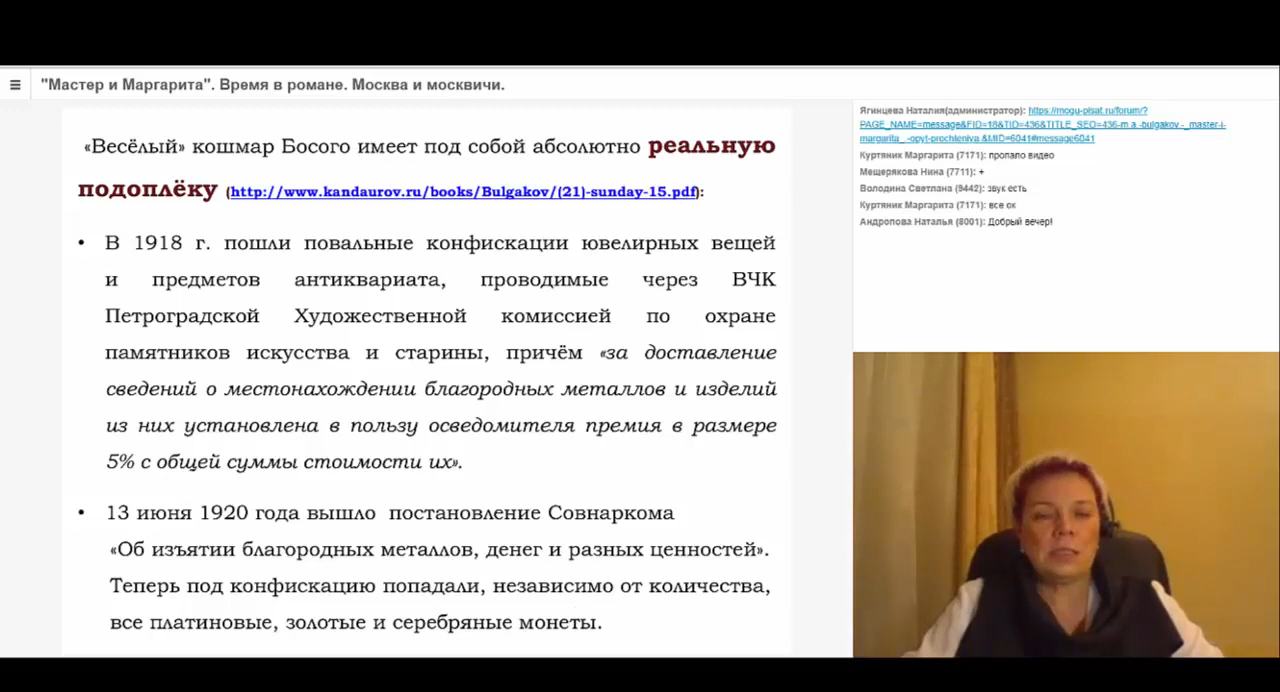 "Мастер и Маргарита". Время в романе. Москва и москвичи.
«Весёлый» кошмар Босого имеет под собой абсолютно реальную
подоплёку (http://www.kandaurov.ru/books/Bulgakov/(21)-sunday-15.pdf):
• В 1918 г. пошли повальные конфискации ювелирных вещей
и предметов антиквариата, проводимые через ВЧК
Петроградской Художественной комиссией по охране
памятников искусства и старины, причём «за доставление
сведений о местонахождении благородных металлов и изделий
из них установлена в пользу осведомителя премия в размере
5% с общей суммы стоимости их».
• 13 июня 1920 года вышло постановление Совнаркома
«Об изъятии благородных металлов, денег и разных ценностей».
Теперь под конфискацию попадали, независимо от количества,
все платиновые, золотые и серебряные монеты.
Ягинцева Наталия(администратор): https://mogu-pisat.ru/forum/?
PAGE_NAME=message&FID=18&TID=436&TITLE_SEO=436-m.a.-bulgakov.-_master-i-
margarita_.-opyt-prochteniya.&MID=6041#message6041
Куртяник Маргарита (7171): пропало видео
Мещерякова Нина (7711): +
Володина Светлана (9442): звук есть
Куртяник Маргарита (7171): все ок
Андропова Наталья (8001): Добрый вечер!